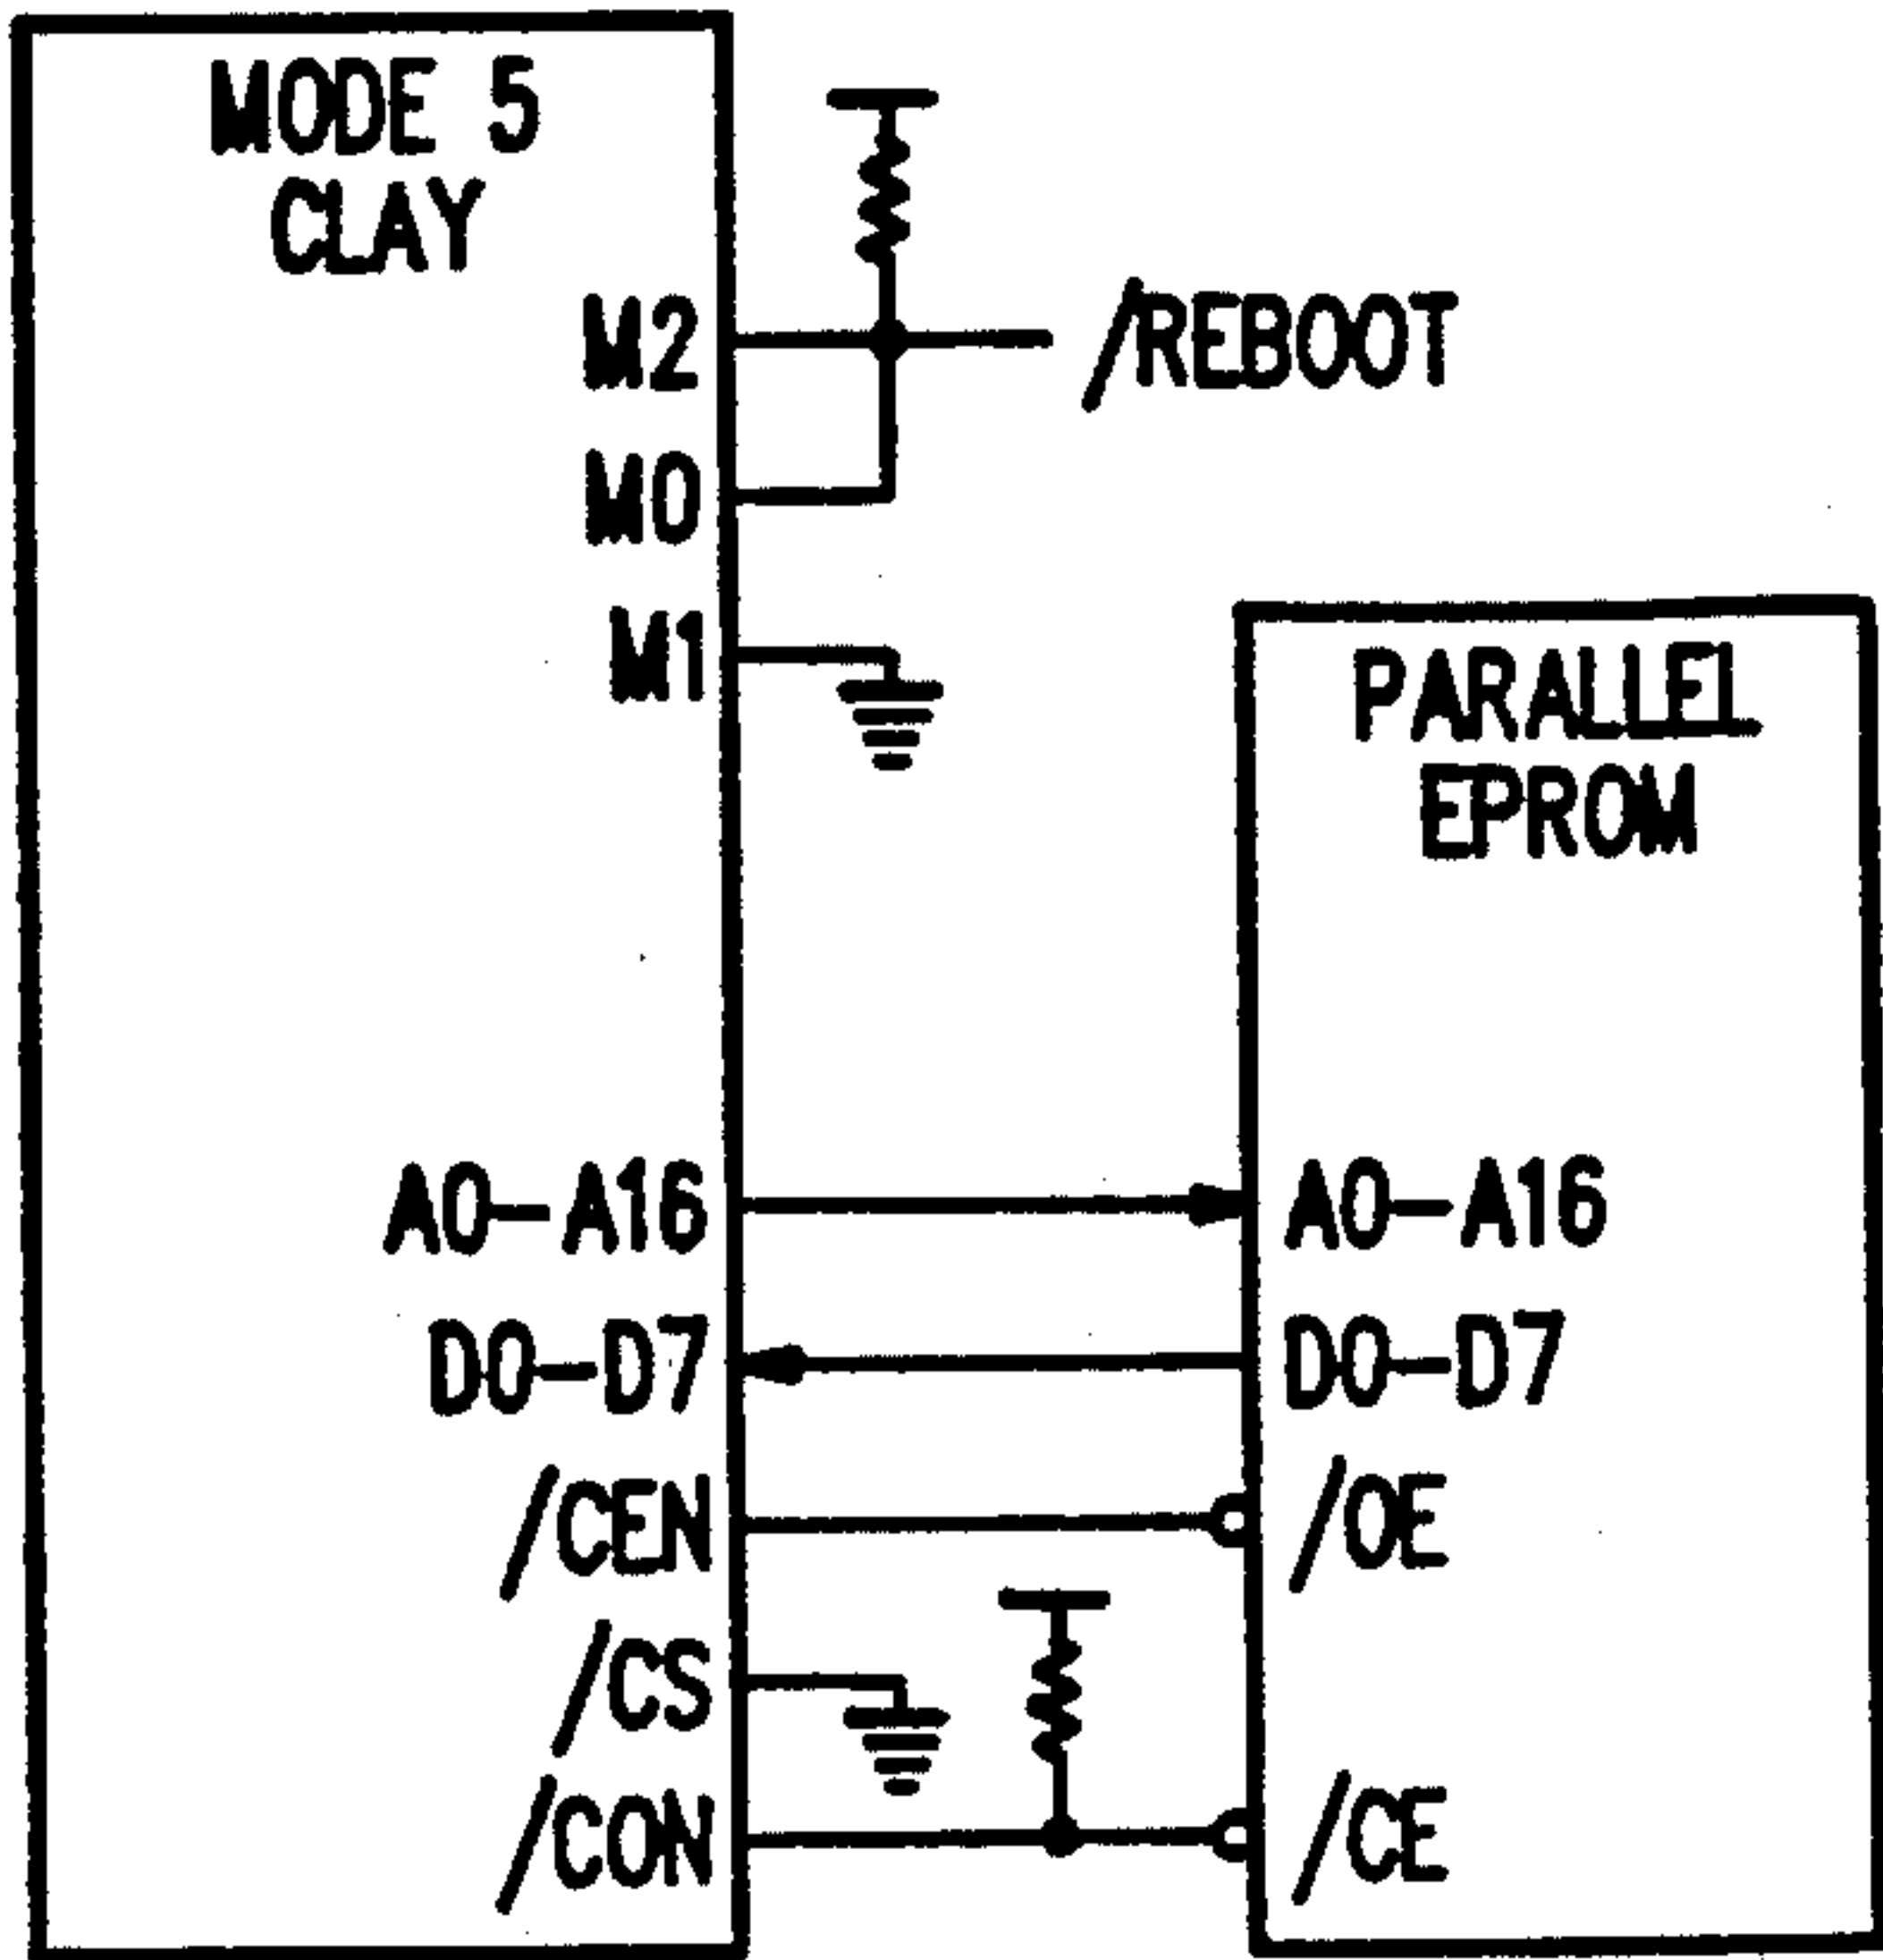 MODE 5
CLAY
M2
/REBOOT
M0
M1
PARALLEL
EPROM
A0-A16
A0-A16
D0-D7
D0-D7
/CEN
/OE
/CS
/CON
/CE